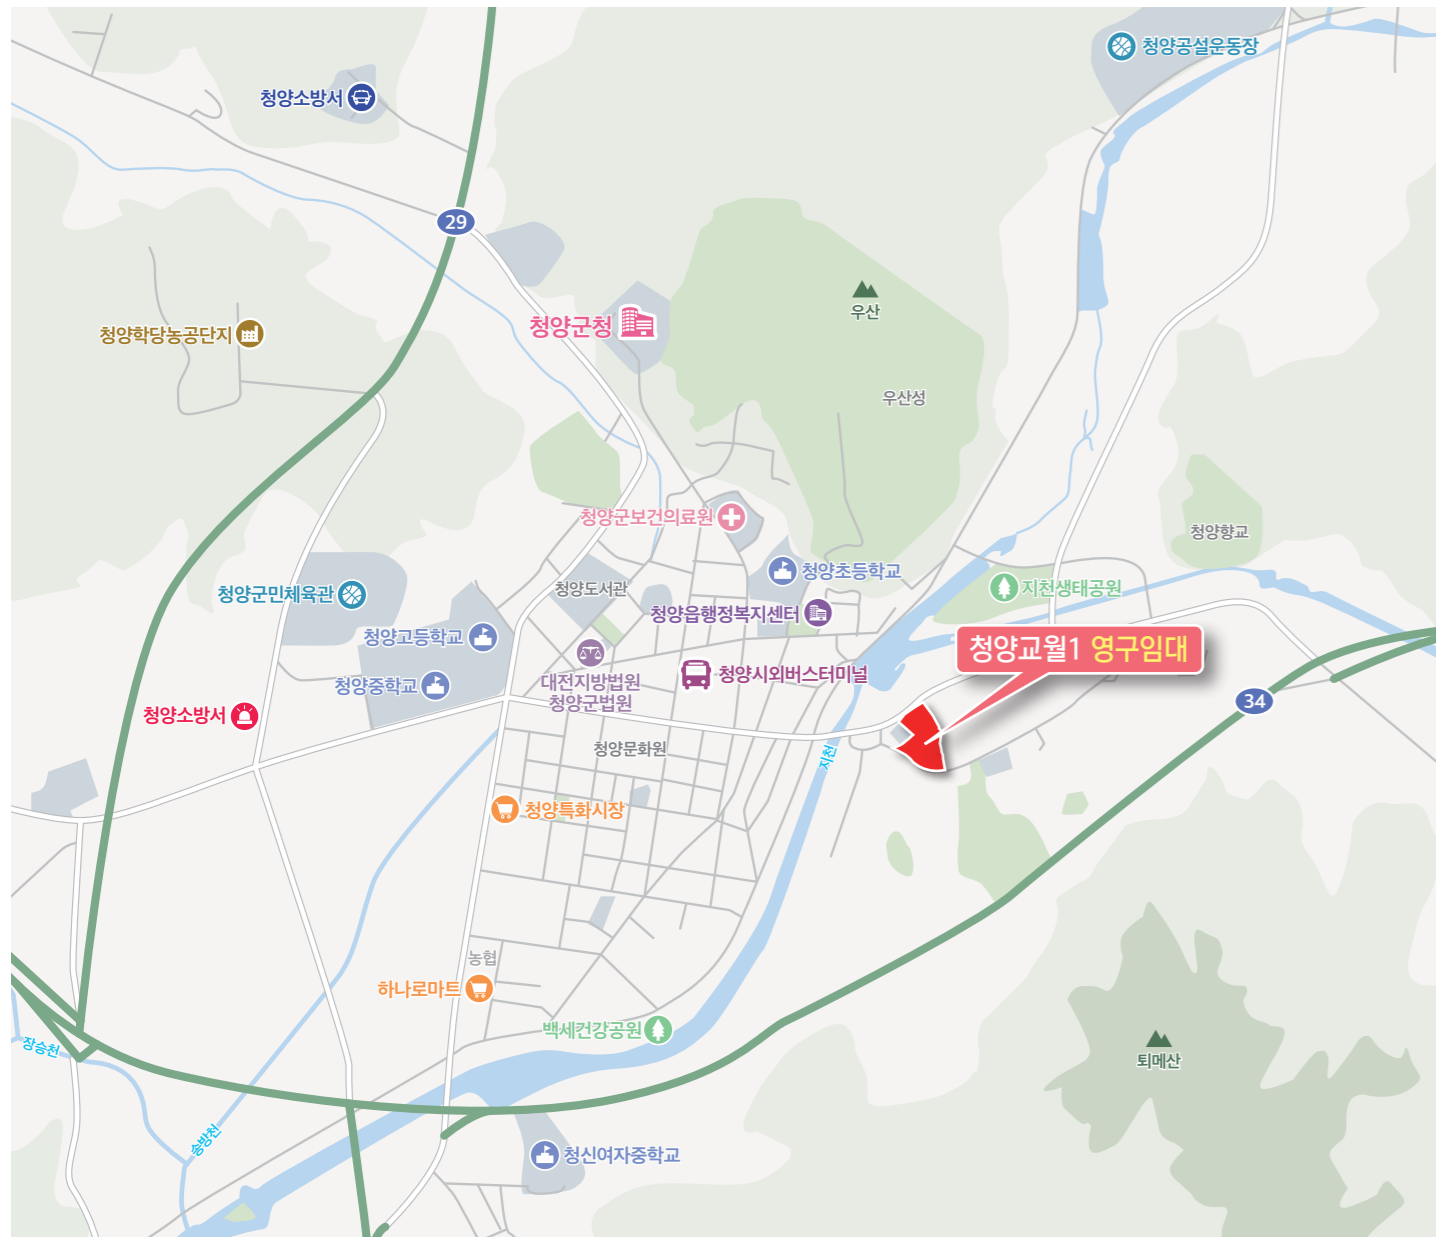 청양공설운동장
청양소방서
29
우산
청양군청
청양학당농공단지
우산성
청양군보건의료원
청양향교
청양초등학교
청양도서관
지천생태공원
청양군민체육관
청양읍행정복지센터
청양고등학교
청양교월1 영구임대
청양시외버스터미널
대전지방법원
청양군법원
청양중학교
34
청양소방서
청양문화원
지천
청양특화시장
농협
하나로마트
백세건강공원
장승천
퇴메산
송방천
청신여자중학교